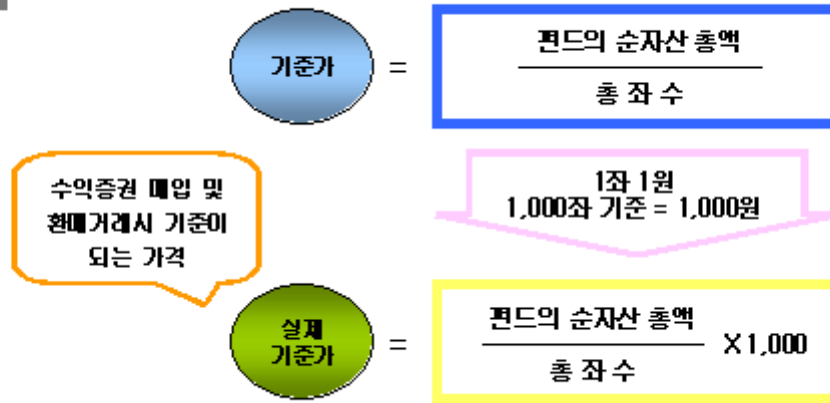 기준가
=
펀드의 순자산 총액
총 좌 수
수익증권 매입 및
환매거래시 기준이
되는 가격
1좌 1원
1,000좌 기준 = 1,000원
실제
기준가
=
펀드의 순자산 총액
총 좌 수
X 1,000